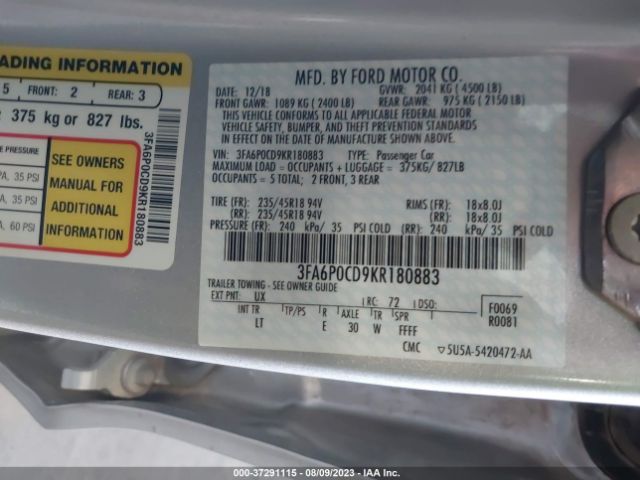 ADING INFORMATION
5 FRONT: 2 REAR: 3
375 kg or 827 lbs.
PRESSURE
A, 35 PSI
A, 35 PSI
A, 60 PSI
SEE OWNERS
MANUAL FOR
ADDITIONAL
INFORMATION
3FA6P0CD9KR180883
MFD. BY FORD MOTOR CO.
DATE: 12/18 GVWR: 2041 KG ( 4500 LB)
FRONT GAWR: 1089 KG ( 2400 LB) REAR GAWR: 975 KG ( 2150 LB)
THIS VEHICLE CONFORMS TO ALL APPLICABLE FEDERAL MOTOR
VEHICLE SAFETY, BUMPER, AND THEFT PREVENTION STANDARDS
IN EFFECT ON THE DATE OF MANUFACTURE SHOWN ABOVE.
VIN: 3FA6P0CD9KR180883 TYPE: Passenger Car
MAXIMUM LOAD = OCCUPANTS + LUGGAGE = 375KG/ 827LB
OCCUPANTS = 5 TOTAL; 2 FRONT, 3 REAR
TIRE (FR): 235/45R18 94V RIMS (FR): 18x8.0J
(RR): 235/45R18 94V (RR): 18x8.0J
PRESSURE (FR): 240 kPa/ 35 PSI COLD (RR): 240 kPa/ 35 PSI COLD
3FA6P0CD9KR180883
TRAILER TOWING - SEE OWNER GUIDE
EXT PNT: UX RC: 72 DSO: F0069
INT TR TP/PS R AXLE TR SPR R0081
LT E 30 W FFFF
CMC ▽5U5A-5420472-AA
000-37291115 - 08/09/2023 - IAAI.COM